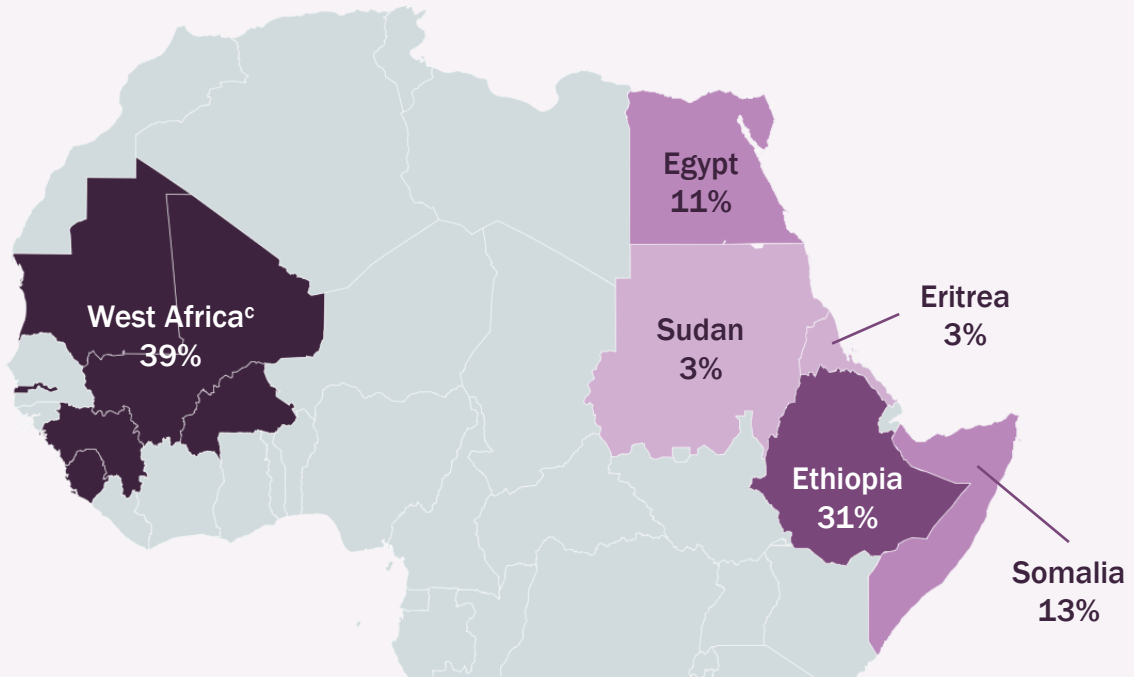 Egypt
11%
Eritrea
3%
West Africaᶜ
39%
Sudan
3%
Ethiopia
31%
Somalia
13%